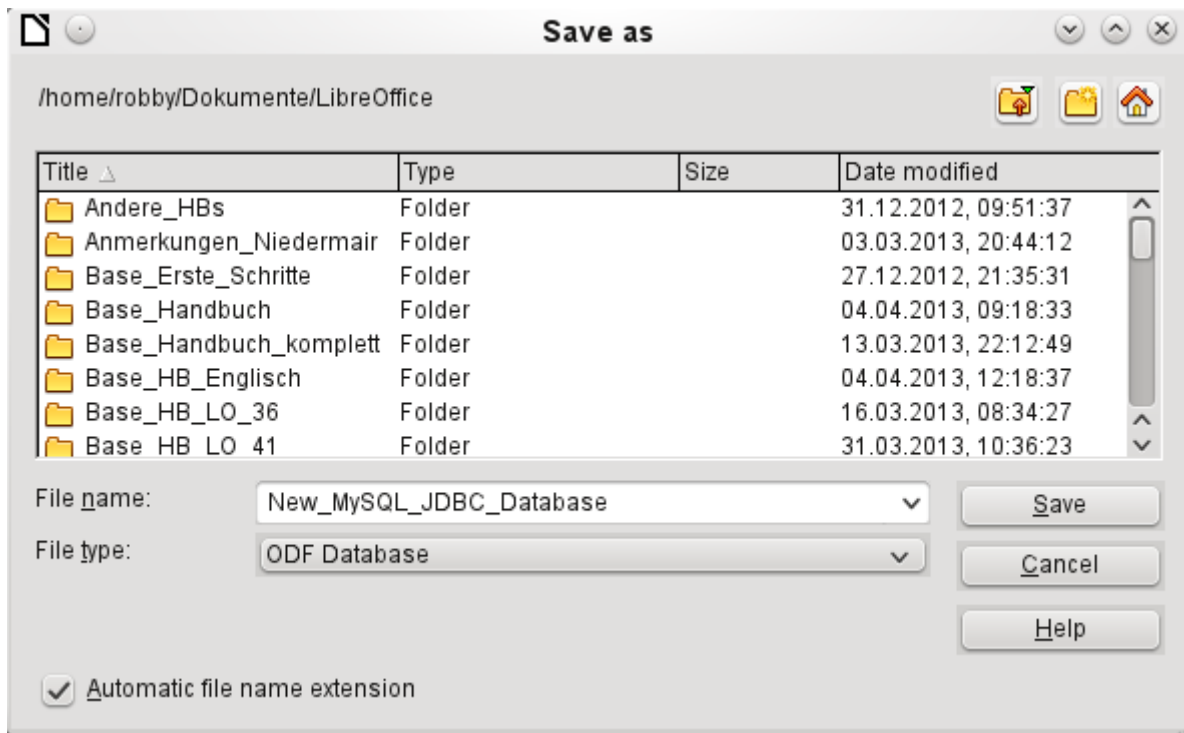 Save as
/home/robby/Dokumente/LibreOffice
Title Type Size Date modified
Andere_HBs Folder 31.12.2012, 09:51:37
Anmerkungen_Niedermair Folder 03.03.2013, 20:44:12
Base_Erste_Schritte Folder 27.12.2012, 21:35:31
Base_Handbuch Folder 04.04.2013, 09:18:33
Base_Handbuch_komplett Folder 13.03.2013, 22:12:49
Base_HB_Englisch Folder 04.04.2013, 12:18:37
Base_HB_LO_36 Folder 16.03.2013, 08:34:27
Base_HB_LO_41 Folder 31.03.2013, 10:36:23
File name: New_MySQL_JDBC_Database Save
File type: ODF Database Cancel
Help
Automatic file name extension